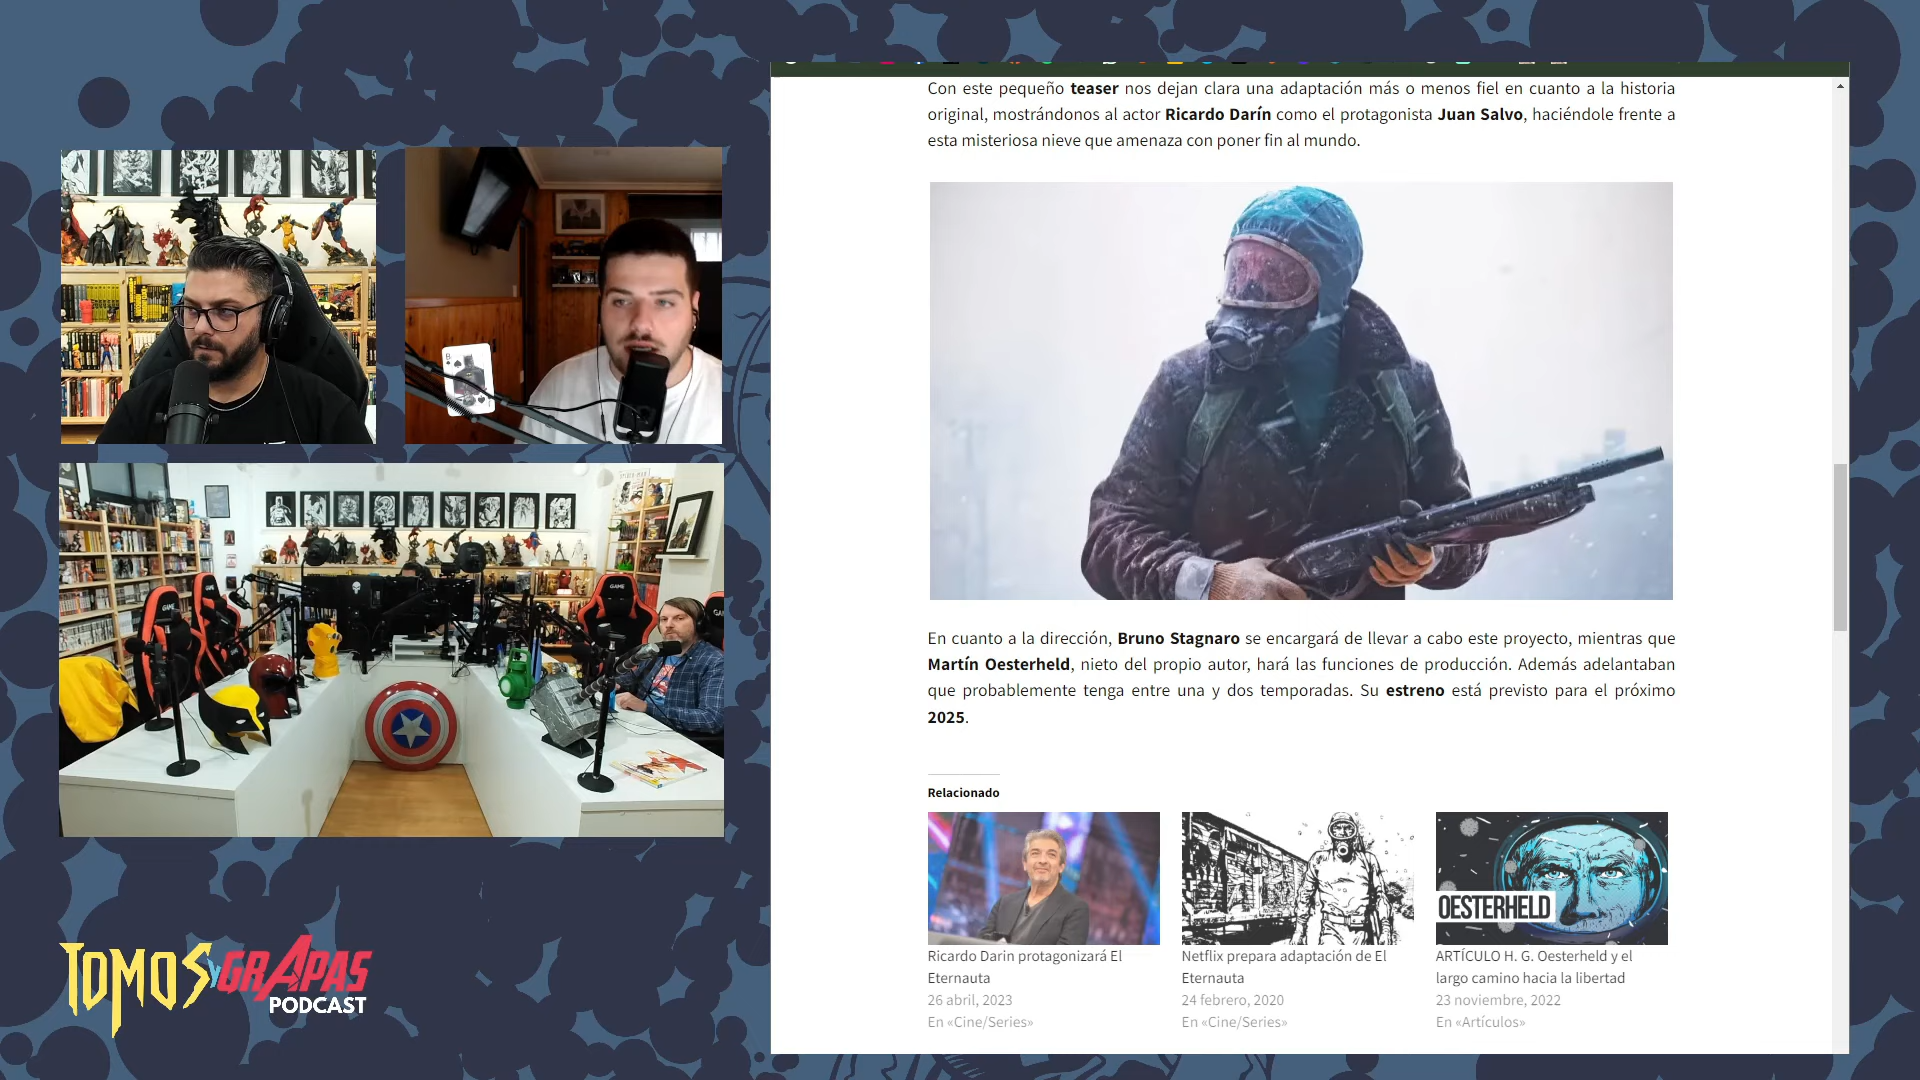 Con este pequeño teaser nos dejan clara una adaptación más o menos fiel en cuanto a la historia
original, mostrándonos al actor Ricardo Darín como el protagonista Juan Salvo, haciéndole frente a
esta misteriosa nieve que amenaza con poner fin al mundo.
En cuanto a la dirección, Bruno Stagnaro se encargará de llevar a cabo este proyecto, mientras que
Martín Oesterheld, nieto del propio autor, hará las funciones de producción. Además adelantaban
que probablemente tenga entre una y dos temporadas. Su estreno está previsto para el próximo
2025.
Relacionado
OESTERHELD
Ricardo Darin protagonizará El
Eternauta
26 abril, 2023
En «Cine/Series»
Netflix prepara adaptación de El
Eternauta
24 febrero, 2020
En «Cine/Series»
ARTÍCULO H. G. Oesterheld y el
largo camino hacia la libertad
23 noviembre, 2022
En «Artículos»
GAME
GAME
GAME
TOMOS Y GRAPAS
PODCAST